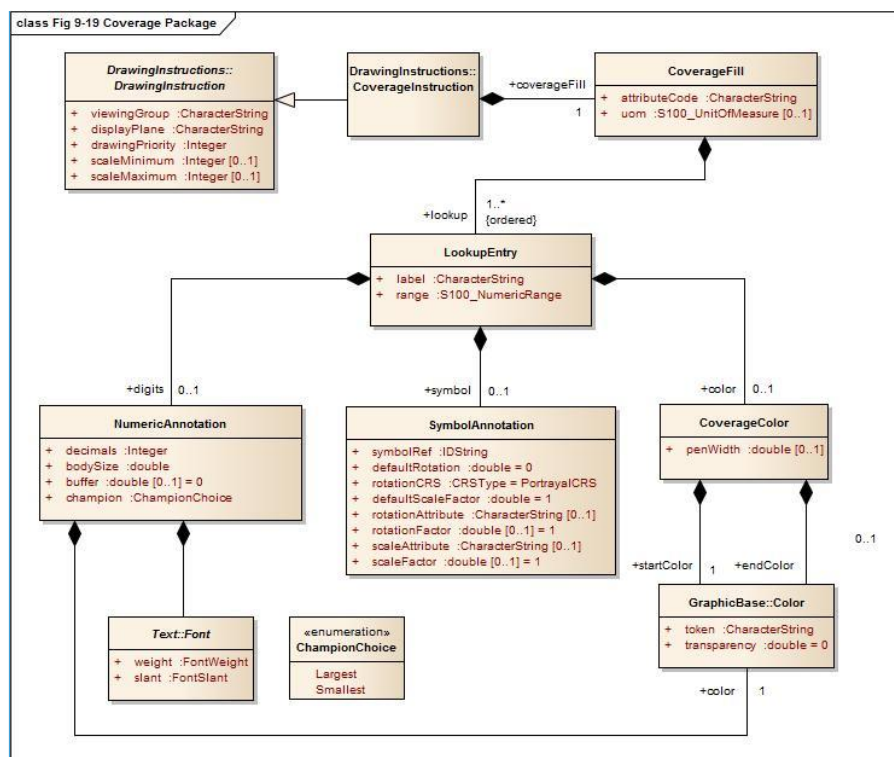 class Fig 9-19 Coverage Package
DrawingInstructions::
DrawingInstruction
+ viewingGroup :CharacterString
+ displayPlane :CharacterString
+ drawingPriority :Integer
+ scaleMinimum :Integer [0..1]
+ scaleMaximum :Integer [0..1]
DrawingInstructions::
CoverageInstruction
+coverageFill
1
CoverageFill
+ attributeCode :CharacterString
+ uom :S100_UnitOfMeasure [0..1]
+lookup
1..*
{ordered}
LookupEntry
+ label :CharacterString
+ range :S100_NumericRange
+digits 0..1
+symbol 0..1
+color 0..1
NumericAnnotation
+ decimals :Integer
+ bodySize :double
+ buffer :double [0..1] = 0
+ champion :ChampionChoice
SymbolAnnotation
+ symbolRef :IDString
+ defaultRotation :double = 0
+ rotationCRS :CRSType = PortrayalCRS
+ defaultScaleFactor :double = 1
+ rotationAttribute :CharacterString [0..1]
+ rotationFactor :double [0..1] = 1
+ scaleAttribute :CharacterString [0..1]
+ scaleFactor :double [0..1] = 1
CoverageColor
+ penWidth :double [0..1]
0..1
+startColor 1 +endColor
GraphicBase::Color
+ token :CharacterString
+ transparency :double = 0
+color 1
Text::Font
+ weight :FontWeight
+ slant :FontSlant
«enumeration»
ChampionChoice
Largest
Smallest